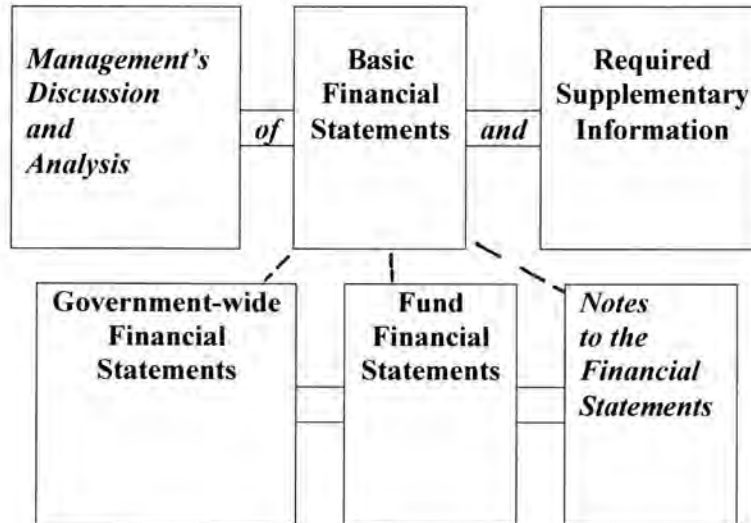 Management's
Discussion
and
Analysis
of
Basic
Financial
Statements
and
Required
Supplementary
Information
Government-wide
Financial
Statements
Fund
Financial
Statements
Notes
to the
Financial
Statements